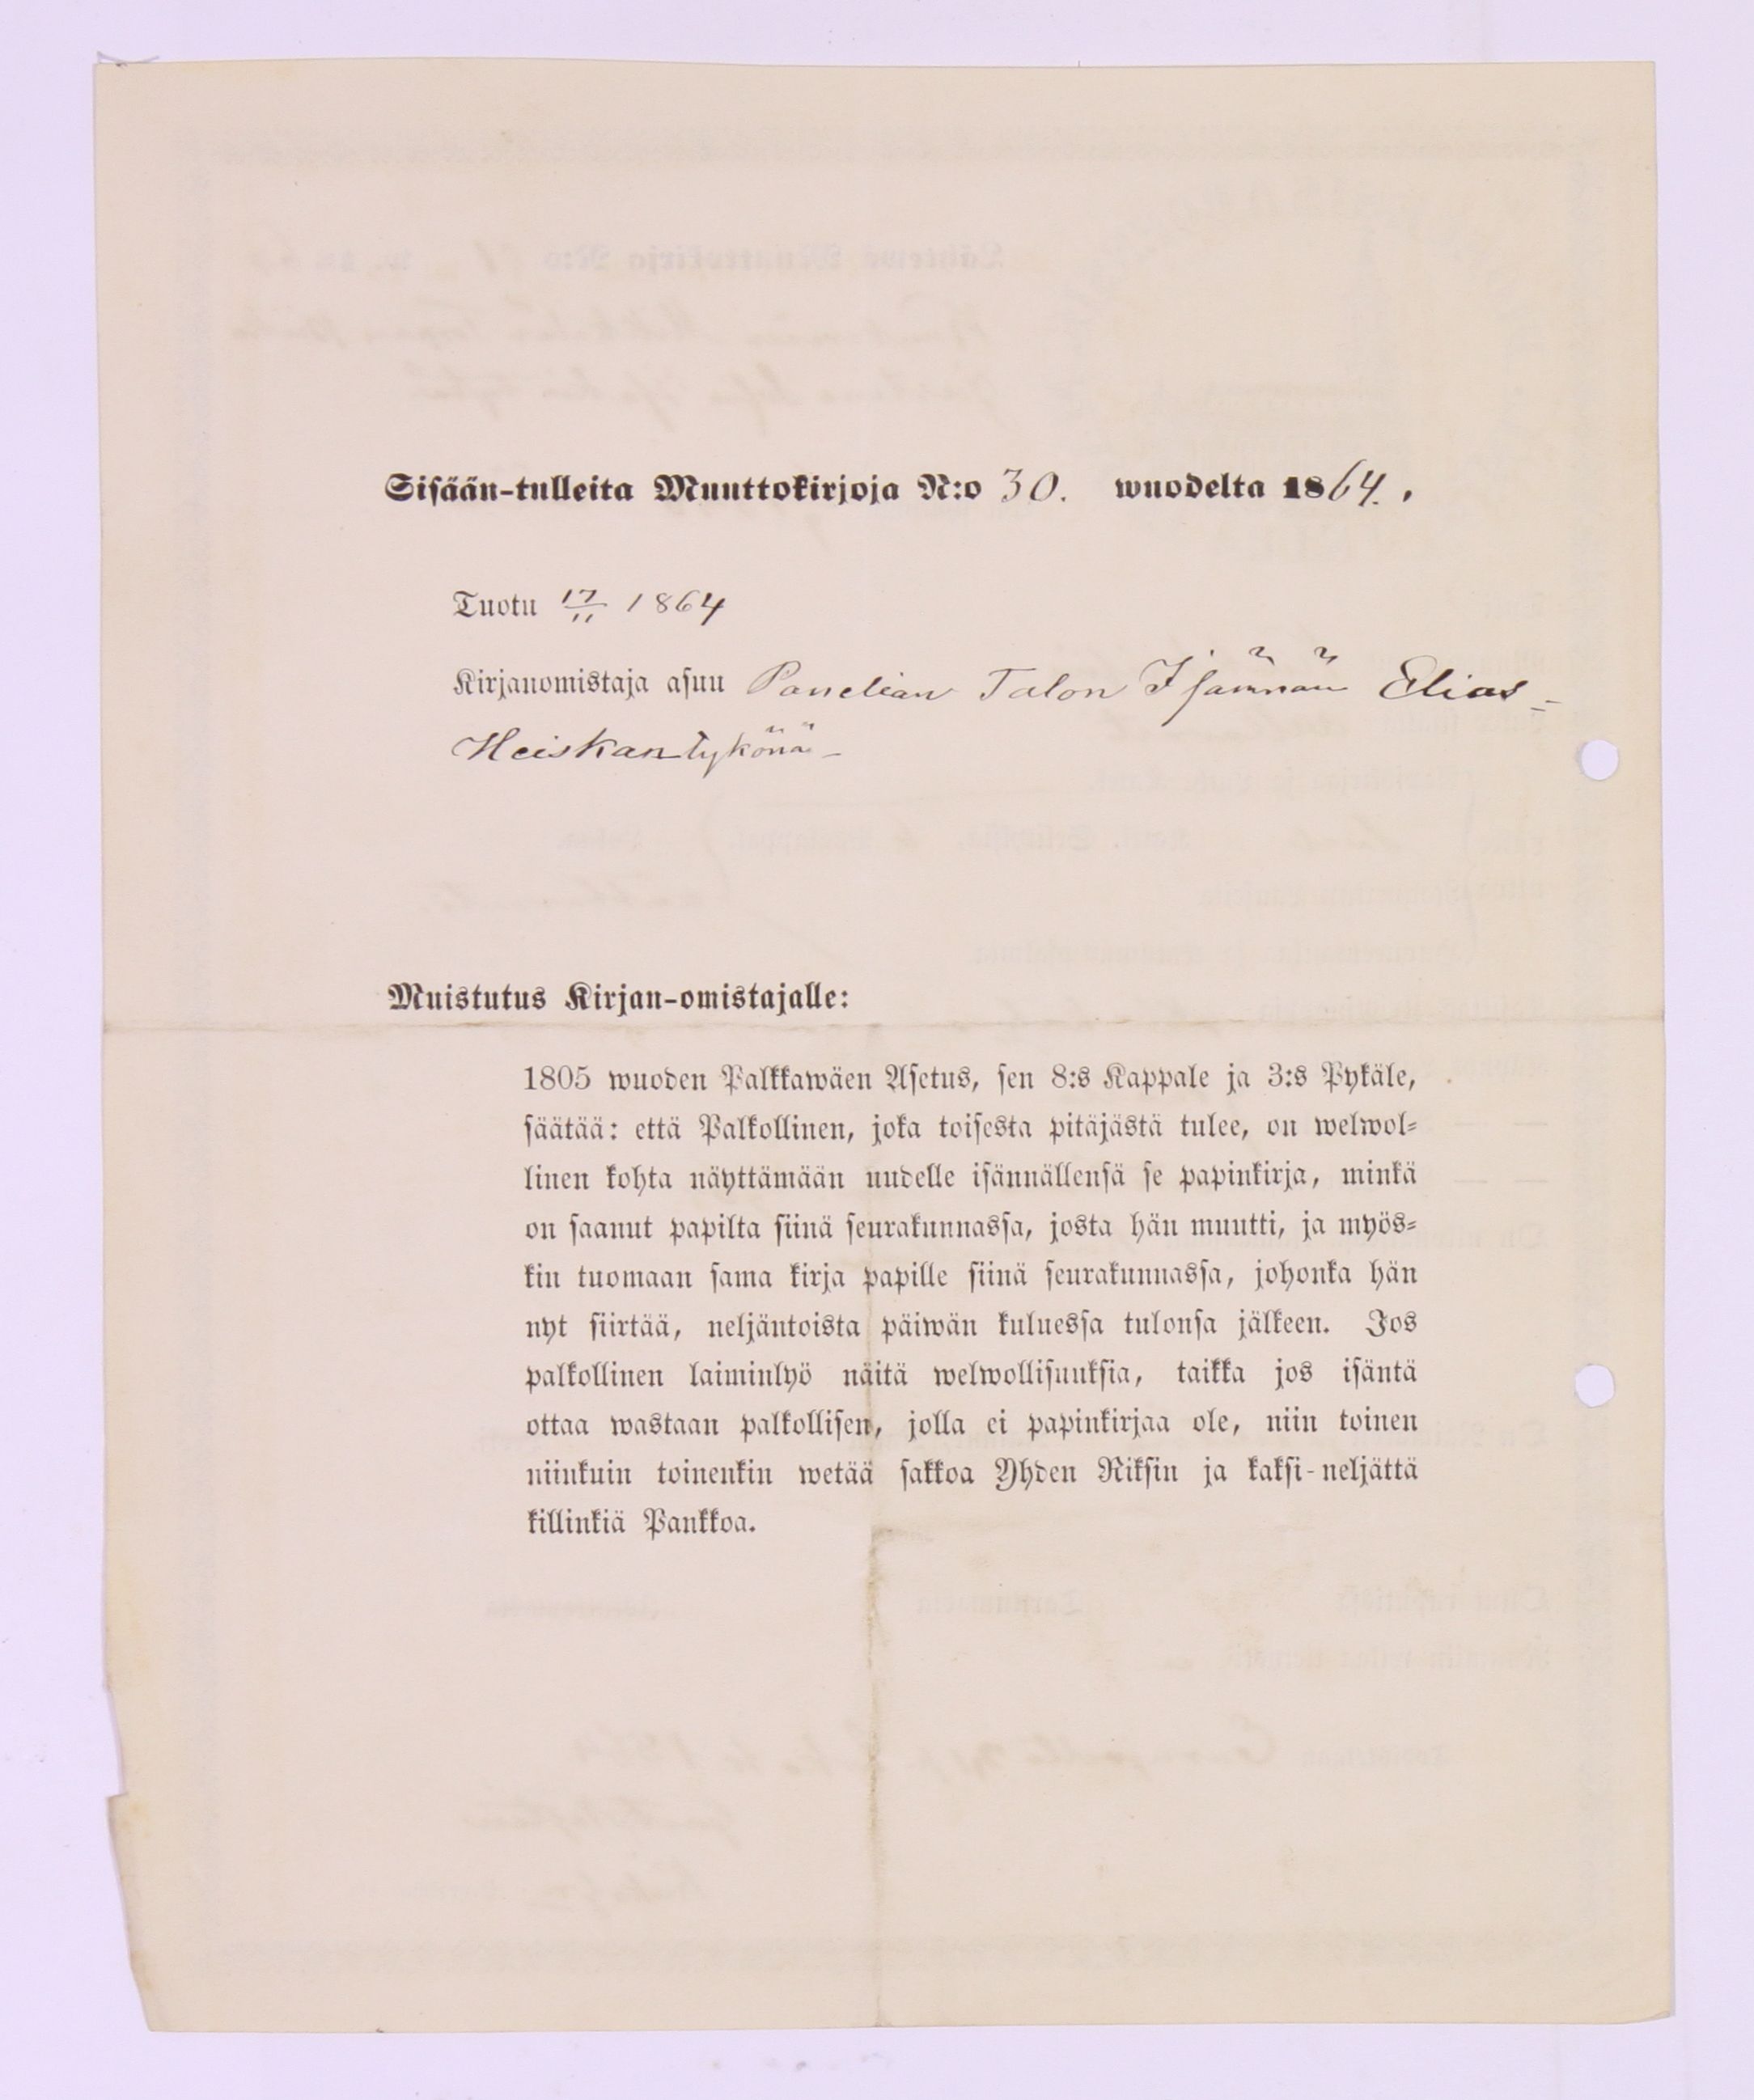 Sisään-tulleita Muuttokirjoja N:o 30. wuodelta 1864.
Tuotu 17/11 1864
Kirjanomistaja asuu Panelian Talon Isännän Elias
Heiskan tykönä
Muistutus Kirjan-omistajalle:
1805 wuoden Palkkawäen Asetus, sen 8:s Kappale ja 3:s Pykäle,
säätää: että Palkollinen, joka toisesta pitäjästä tulee, on welwol-
linen kohta näyttämään uudelle isännällensä se papinkirja, minkä
on saanut papilta siinä seurakunnassa, josta hän muutti, ja myös-
kin tuomaan sama kirja papille siinä seurakunnassa, johonka hän
nyt siirtää, neljäntoista päiwän kuluessa tulonsa jälkeen. Jos
palkollinen laiminlyö näitä welwollisuuksia, taikka jos isäntä
ottaa wastaan palkollisen, jolla ei papinkirjaa ole, niin toinen
niinkuin toinenkin wetää sakkoa Yhden Riksin ja kaksi-neljättä
killinkiä Pankkoa.